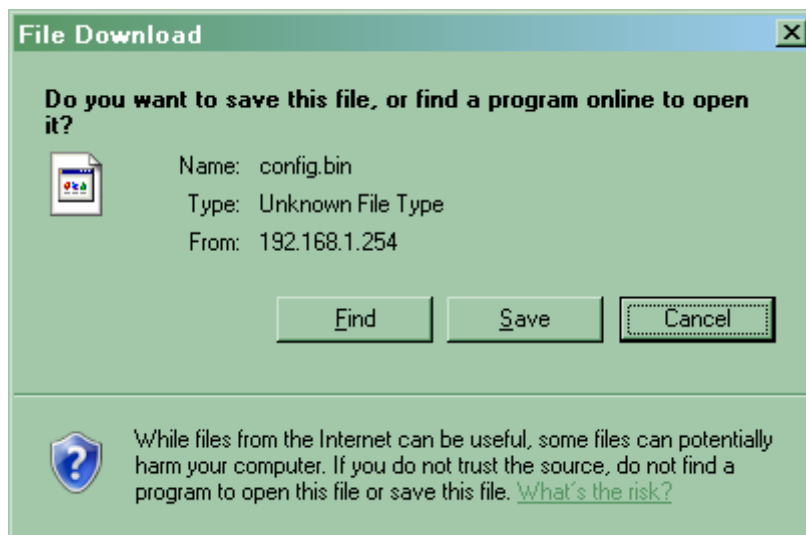 File Download
Do you want to save this file, or find a program online to open
it?
Name: config.bin
Type: Unknown File Type
From: 192.168.1.254
Find Save Cancel
While files from the Internet can be useful, some files can potentially
harm your computer. If you do not trust the source, do not find a
program to open this file or save this file. What's the risk?